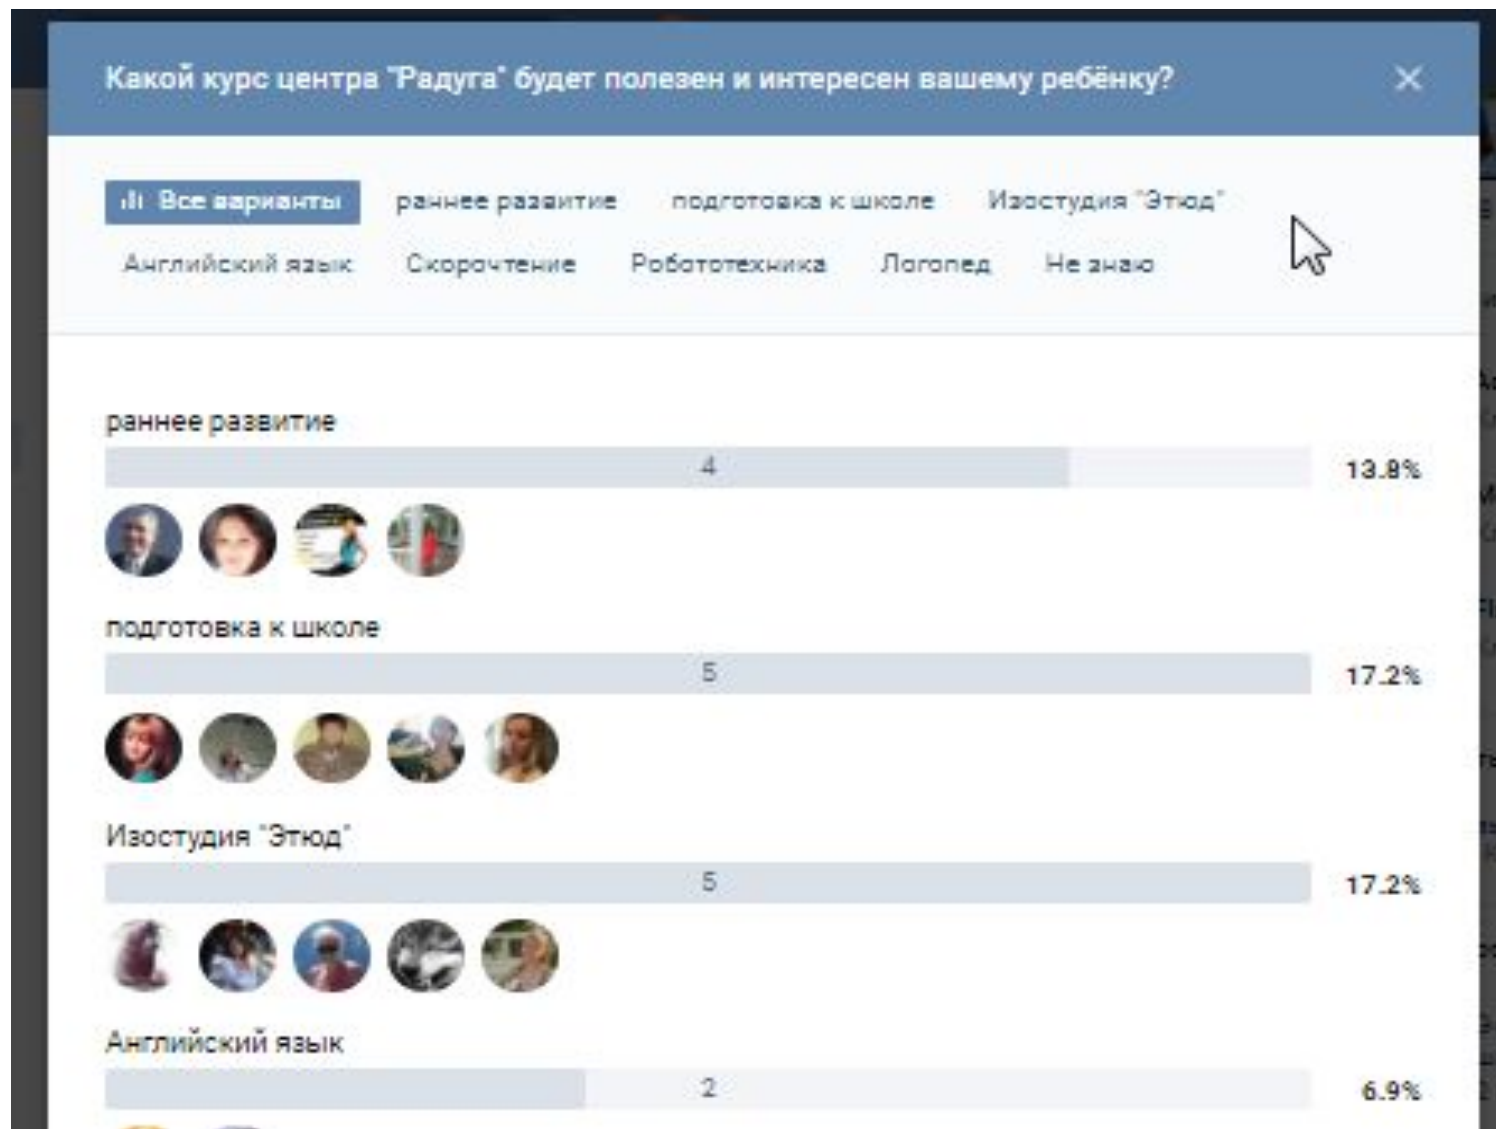 Какой курс центра "Радуга" будет полезен и интересен вашему ребёнку?
Все варианты раннее развитие подготовка к школе Изостудия "Этюд"
Английский язык Скорочтение Робототехника Логопед Не знаю
раннее развитие
4 13.8%
подготовка к школе
5 17.2%
Изостудия "Этюд"
5 17.2%
Английский язык
2 6.9%